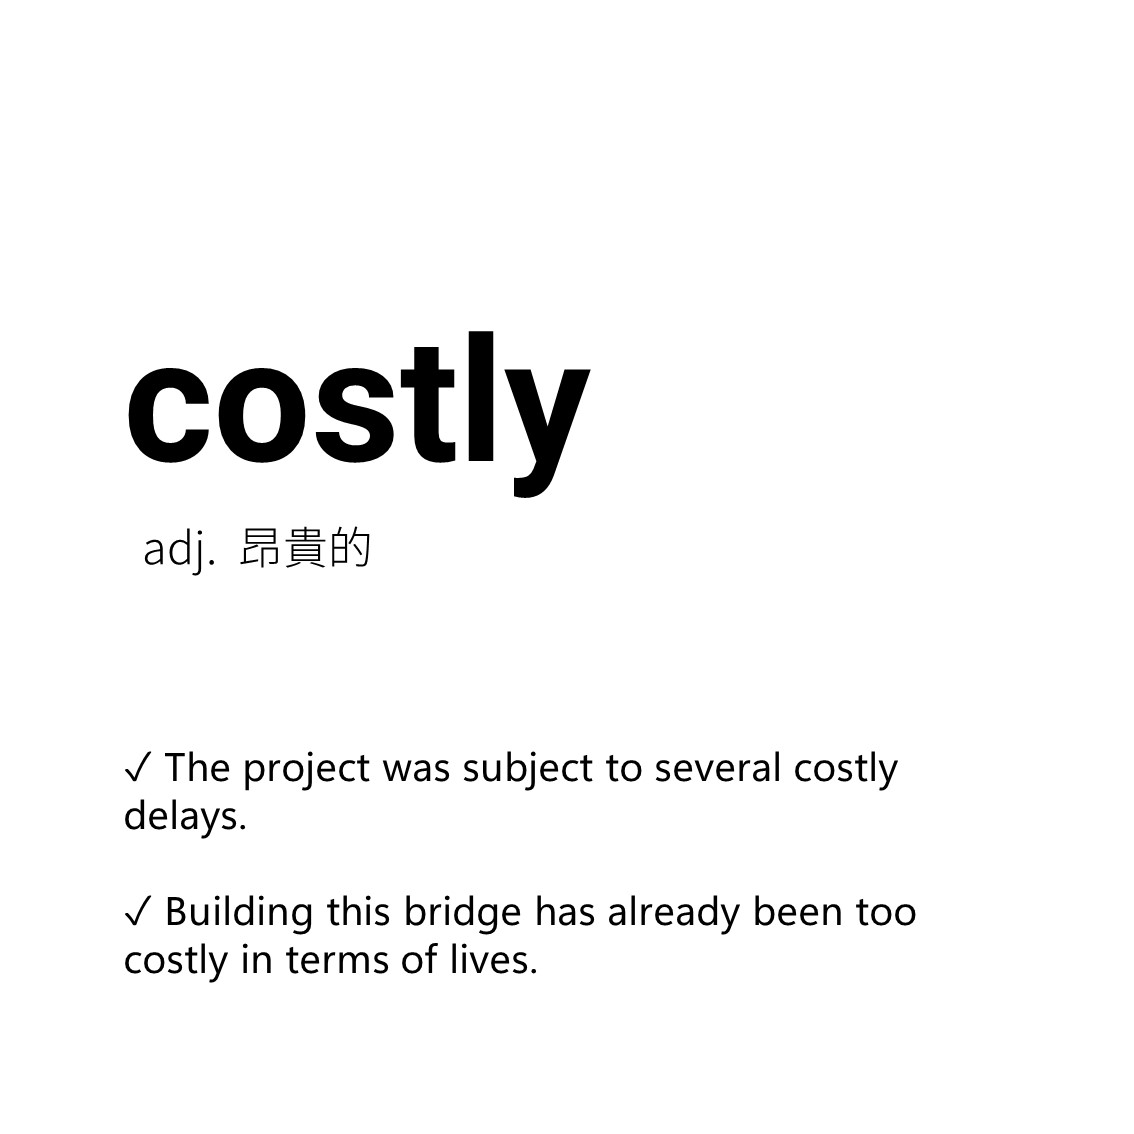 costly
adj. 昂貴的
✓ The project was subject to several costly
delays.
✓ Building this bridge has already been too
costly in terms of lives.